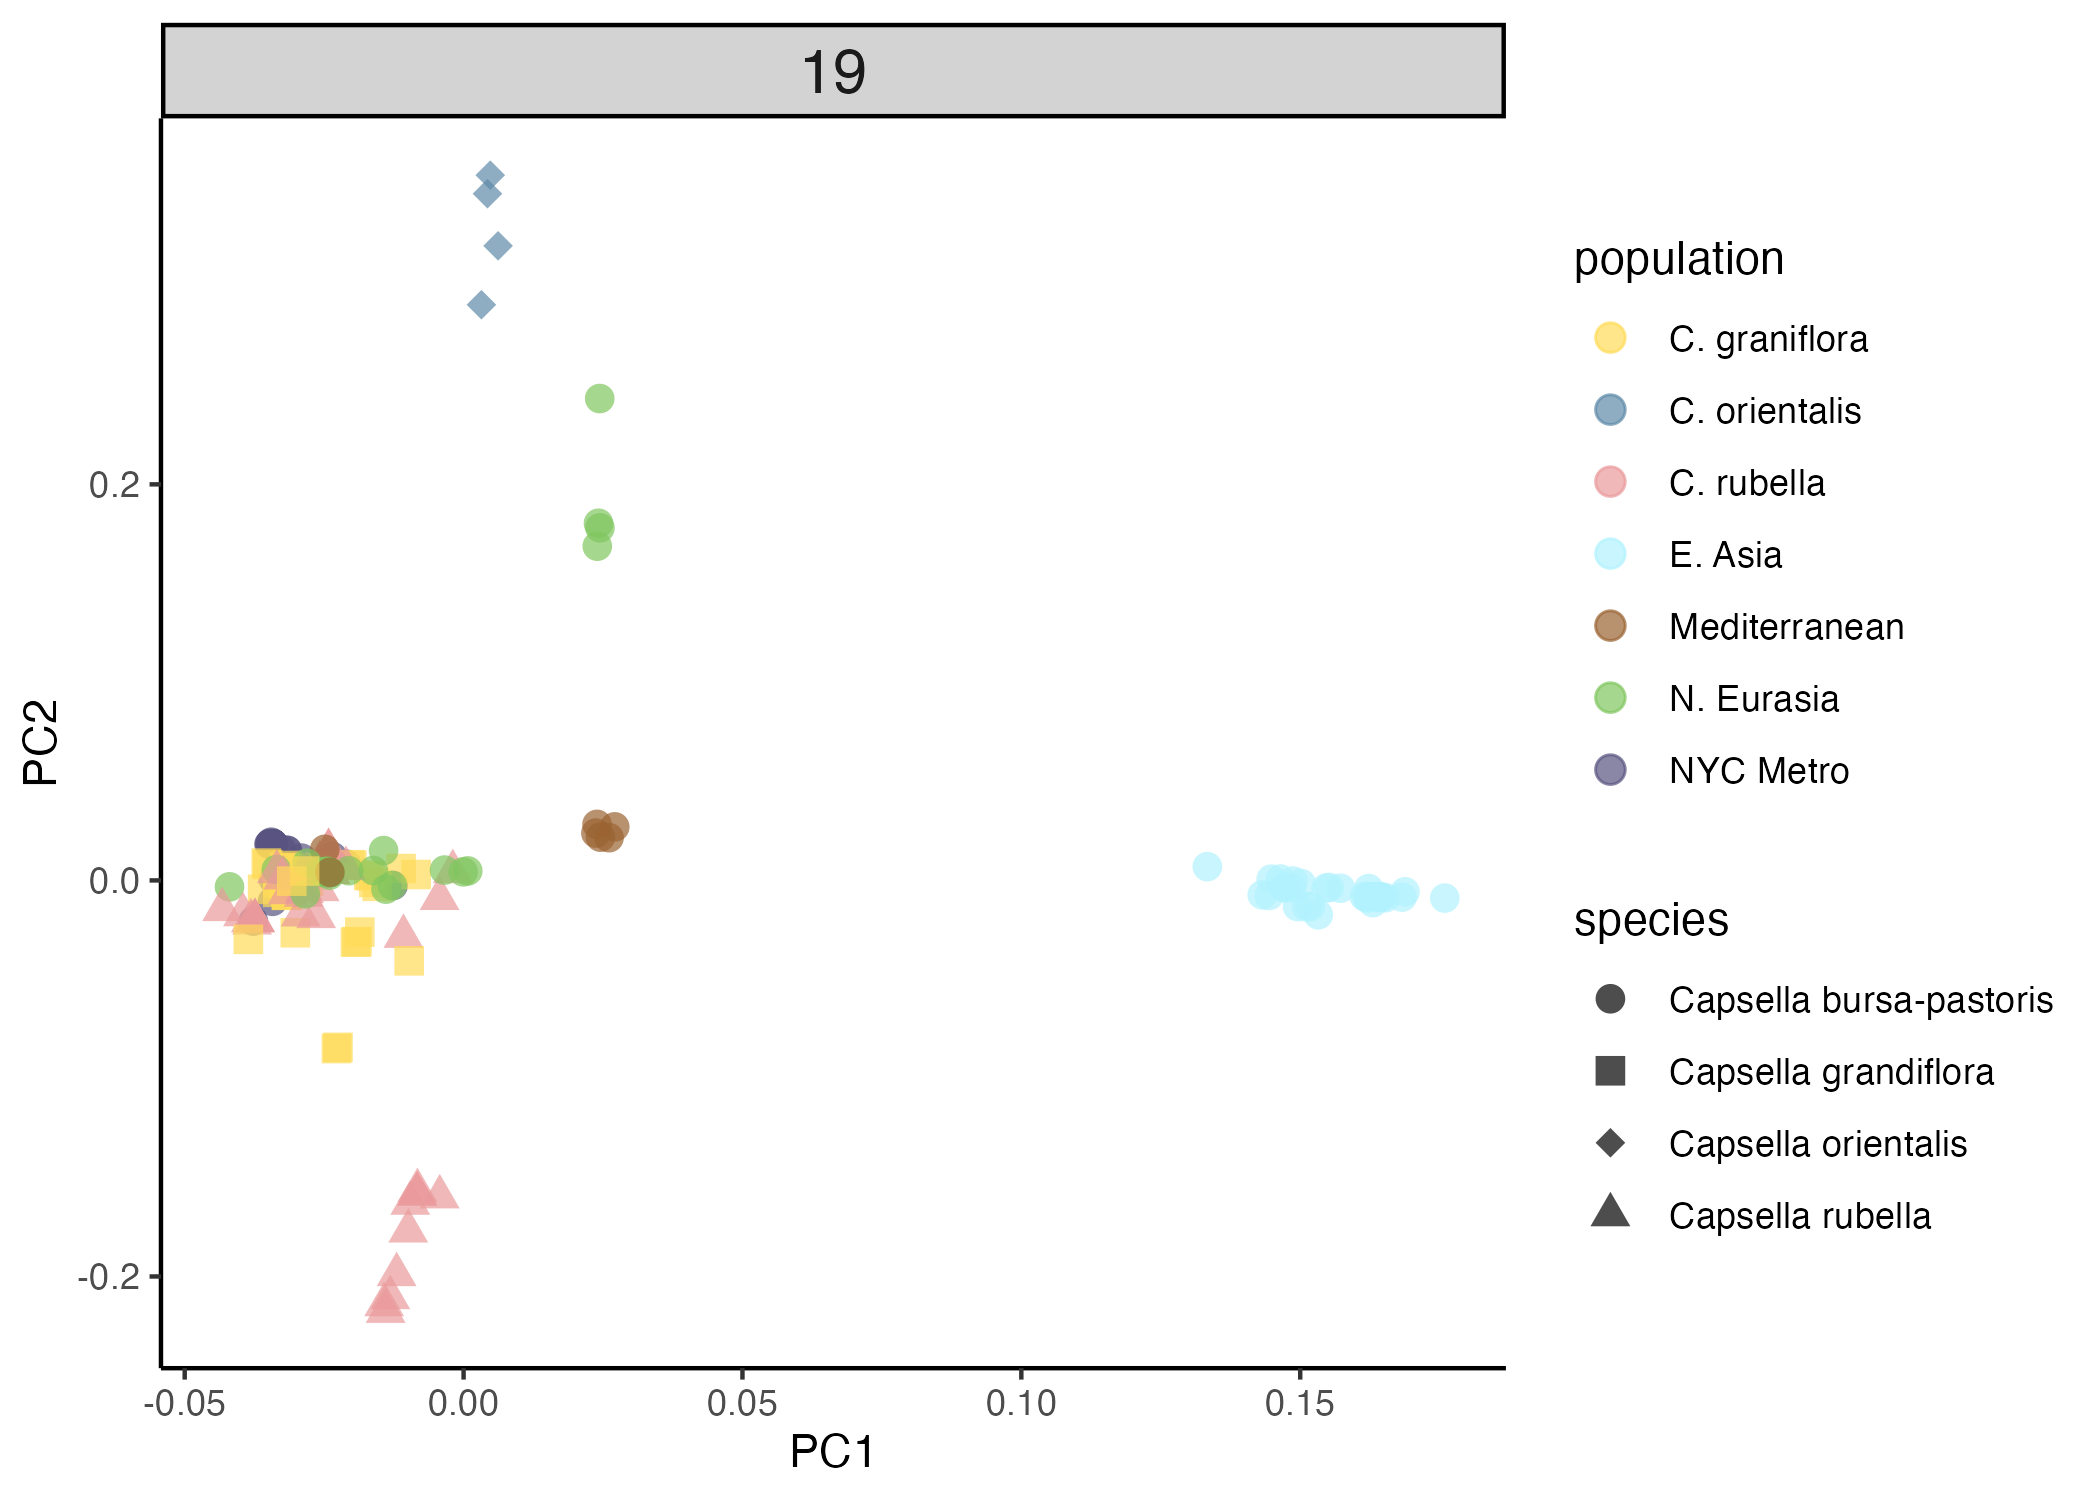 19
PC2
0.2
0.0
-0.2
-0.05
0.00
0.05
0.10
0.15
PC1
population
C. graniflora
C. orientalis
C. rubella
E. Asia
Mediterranean
N. Eurasia
NYC Metro
species
Capsella bursa-pastoris
Capsella grandiflora
Capsella orientalis
Capsella rubella